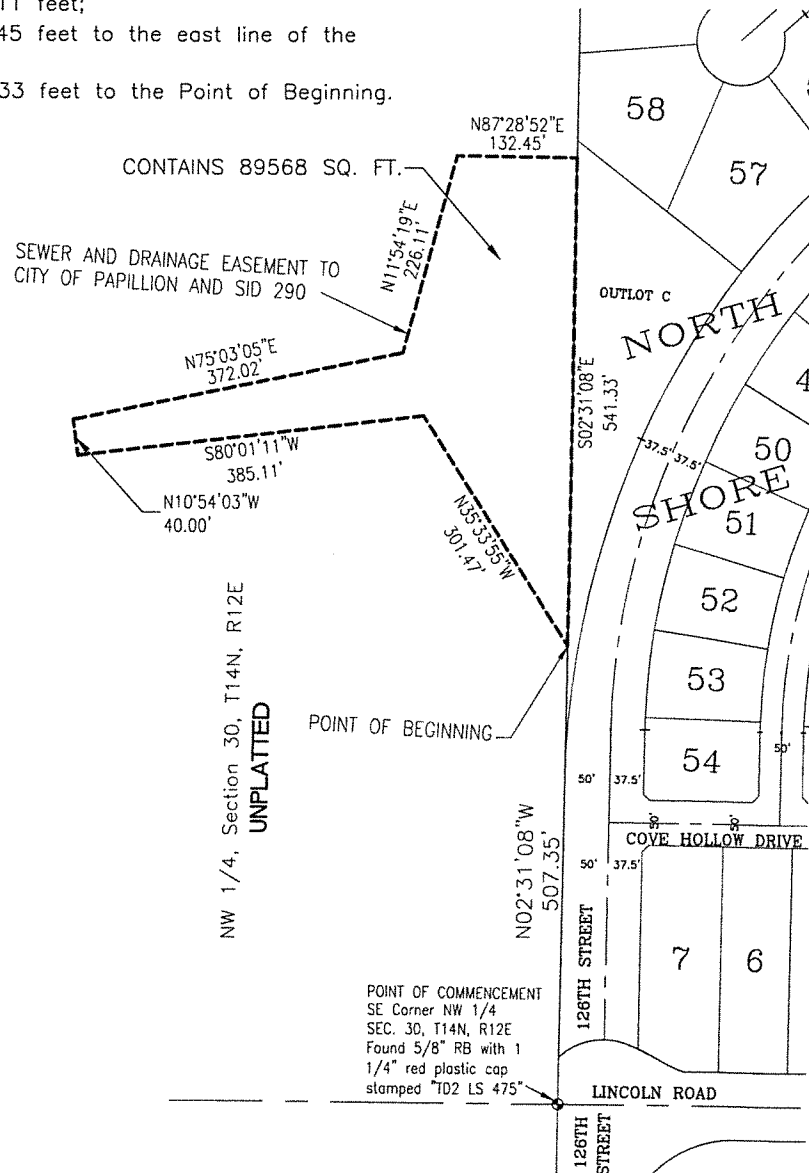 11 feet;
45 feet to the east line of the
33 feet to the Point of Beginning.
N87°28'52"E
132.45'
58
57
CONTAINS 89568 SQ. FT.
N11°54'19"E
226.11'
SEWER AND DRAINAGE EASEMENT TO
CITY OF PAPILLION AND SID 290
OUTLOT C
NORTH
N75°03'05"E
372.02'
S02°31'08"E
541.33'
4
S80°01'11"W
385.11'
37.5' 37.5'
50
SHORE
51
N10°54'03"W
40.00'
N35°33'55"W
301.47'
52
NW 1/4, Section 30, T14N, R12E
UNPLATTED
53
POINT OF BEGINNING
54
50'
50' 37.5'
N02°31'08"W
507.35'
50' 50'
COVE HOLLOW DRIVE
50' 37.5'
126TH STREET
7
6
POINT OF COMMENCEMENT
SE Corner NW 1/4
SEC. 30, T14N, R12E
Found 5/8" RB with 1
1/4" red plastic cap
stamped "TD2 LS 475"
LINCOLN ROAD
126TH
STREET